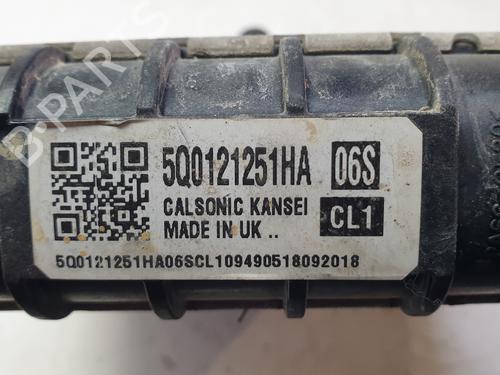 5Q0121251HA 06S
CALSONIC KANSEI CL1
MADE IN UK ..
5Q0121251HA06SCL109490518092018
B-PARTS